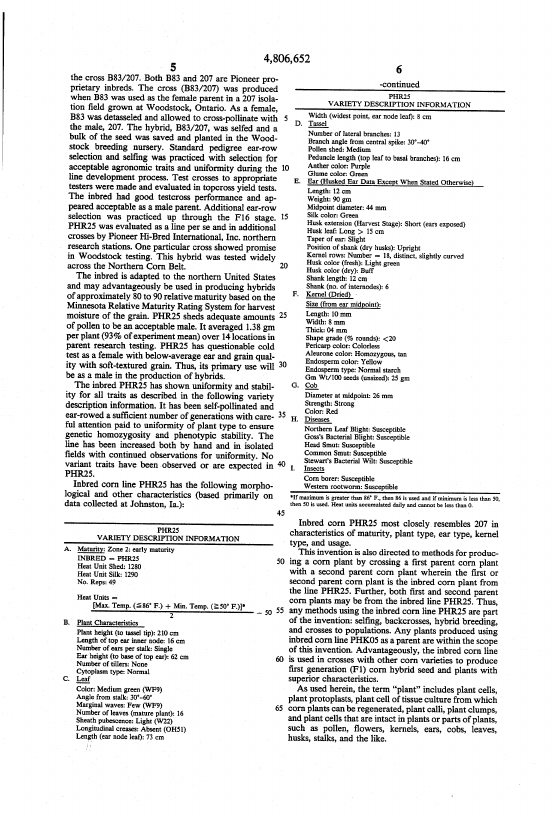 4,806,652
5
the cross B83/207. Both B83 and 207 are Pioneer pro-
prietary inbreds. The cross (B83/207) was produced
when B83 was used as the female parent in a 207 isola-
tion field grown at Woodstock, Ontario. As a female,
B83 was detasseled and allowed to cross-pollinate with 5
the male, 207. The hybrid, B83/207, was selfed and a
bulk of the seed was saved and planted in the Wood-
stock breeding nursery. Standard pedigree ear-row
selection and selfing was practiced with selection for
acceptable agronomic traits and uniformity during the 10
line development process. Test crosses to appropriate
testers were made and evaluated in topcross yield tests.
The inbred had good testcross performance and ap-
peared acceptable as a male parent. Additional ear-row
selection was practiced up through the F16 stage. 15
PHR25 was evaluated as a line per se and in additional
crosses by Pioneer Hi-Bred International, Inc. northern
research stations. One particular cross showed promise
in Woodstock testing. This hybrid was tested widely
across the Northern Corn Belt. 20
The inbred is adapted to the northern United States
and may advantageously be used in producing hybrids
of approximately 80 to 90 relative maturity based on the
Minnesota Relative Maturity Rating System for harvest
moisture of the grain. PHR25 sheds adequate amounts 25
of pollen to be an acceptable male. It averaged 1.38 gm
per plant (93% of experiment mean) over 14 locations in
parent research testing. PHR25 has questionable cold
test as a female with below-average ear and grain qual-
ity with soft-textured grain. Thus, its primary use will 30
be as a male in the production of hybrids.
The inbred PHR25 has shown uniformity and stabil-
ity for all traits as described in the following variety
description information. It has been self-pollinated and
ear-rowed a sufficient number of generations with care- 35
ful attention paid to uniformity of plant type to ensure
genetic homozygosity and phenotypic stability. The
line has been increased both by hand and in isolated
fields with continued observations for uniformity. No
variant traits have been observed or are expected in 40
PHR25.
Inbred corn line PHR25 has the following morpho-
logical and other characteristics (based primarily on
data collected at Johnston, Ia.):
45
PHR25
VARIETY DESCRIPTION INFORMATION
A. Maturity: Zone 2: early maturity
INBRED = PHR25
Heat Unit Shed: 1280
Heat Unit Silk: 1290
No. Reps: 49
Heat Units =
[Max. Temp. (≦86° F.) + Min. Temp. (≧50° F.)]*
2 − 50
B. Plant Characteristics
Plant height (to tassel tip): 210 cm
Length of top ear inner node: 16 cm
Number of ears per stalk: Single
Ear height (to base of top ear): 62 cm
Number of tillers: None
Cytoplasm type: Normal
C. Leaf
Color: Medium green (WF9)
Angle from stalk: 30°-60°
Marginal waves: Few (WF9)
Number of leaves (mature plant): 16
Sheath pubescence: Light (W22)
Longitudinal creases: Absent (OH51)
Length (ear node leaf): 73 cm
6
-continued
PHR25
VARIETY DESCRIPTION INFORMATION
Width (widest point, ear node leaf): 8 cm
D. Tassel
Number of lateral branches: 13
Branch angle from central spike: 30°-40°
Pollen shed: Medium
Peduncle length (top leaf to basal branches): 16 cm
Anther color: Purple
Glume color: Green
E. Ear (Husked Ear Data Except When Stated Otherwise)
Length: 12 cm
Weight: 90 gm
Midpoint diameter: 44 mm
Silk color: Green
Husk extension (Harvest Stage): Short (ears exposed)
Husk leaf: Long > 15 cm
Taper of ear: Slight
Position of shank (dry husks): Upright
Kernel rows: Number = 18, distinct, slightly curved
Husk color (fresh): Light green
Husk color (dry): Buff
Shank length: 12 cm
Shank (no. of internodes): 6
F. Kernel (Dried)
Size (from ear midpoint):
Length: 10 mm
Width: 8 mm
Thick: 04 mm
Shape grade (% rounds): <20
Pericarp color: Colorless
Aleurone color: Homozygous, tan
Endosperm color: Yellow
Endosperm type: Normal starch
Gm Wt/100 seeds (unsized): 25 gm
G. Cob
Diameter at midpoint: 26 mm
Strength: Strong
Color: Red
H. Diseases
Northern Leaf Blight: Susceptible
Goss's Bacterial Blight: Susceptible
Head Smut: Susceptible
Common Smut: Susceptible
Stewart's Bacterial Wilt: Susceptible
I. Insects
Corn borer: Susceptible
Western rootworm: Susceptible
*If maximum is greater than 86° F., then 86 is used and if minimum is less than 50,
then 50 is used. Heat units accumulated daily and cannot be less than 0.
Inbred corn PHR25 most closely resembles 207 in
characteristics of maturity, plant type, ear type, kernel
type, and usage.
This invention is also directed to methods for produc-
50 ing a corn plant by crossing a first parent corn plant
with a second parent corn plant wherein the first or
second parent corn plant is the inbred corn plant from
the line PHR25. Further, both first and second parent
corn plants may be from the inbred line PHR25. Thus,
55 any methods using the inbred corn line PHR25 are part
of the invention: selfing, backcrosses, hybrid breeding,
and crosses to populations. Any plants produced using
inbred corn line PHK05 as a parent are within the scope
of this invention. Advantageously, the inbred corn line
60 is used in crosses with other corn varieties to produce
first generation (F1) corn hybrid seed and plants with
superior characteristics.
As used herein, the term "plant" includes plant cells,
plant protoplasts, plant cell of tissue culture from which
65 corn plants can be regenerated, plant calli, plant clumps,
and plant cells that are intact in plants or parts of plants,
such as pollen, flowers, kernels, ears, cobs, leaves,
husks, stalks, and the like.